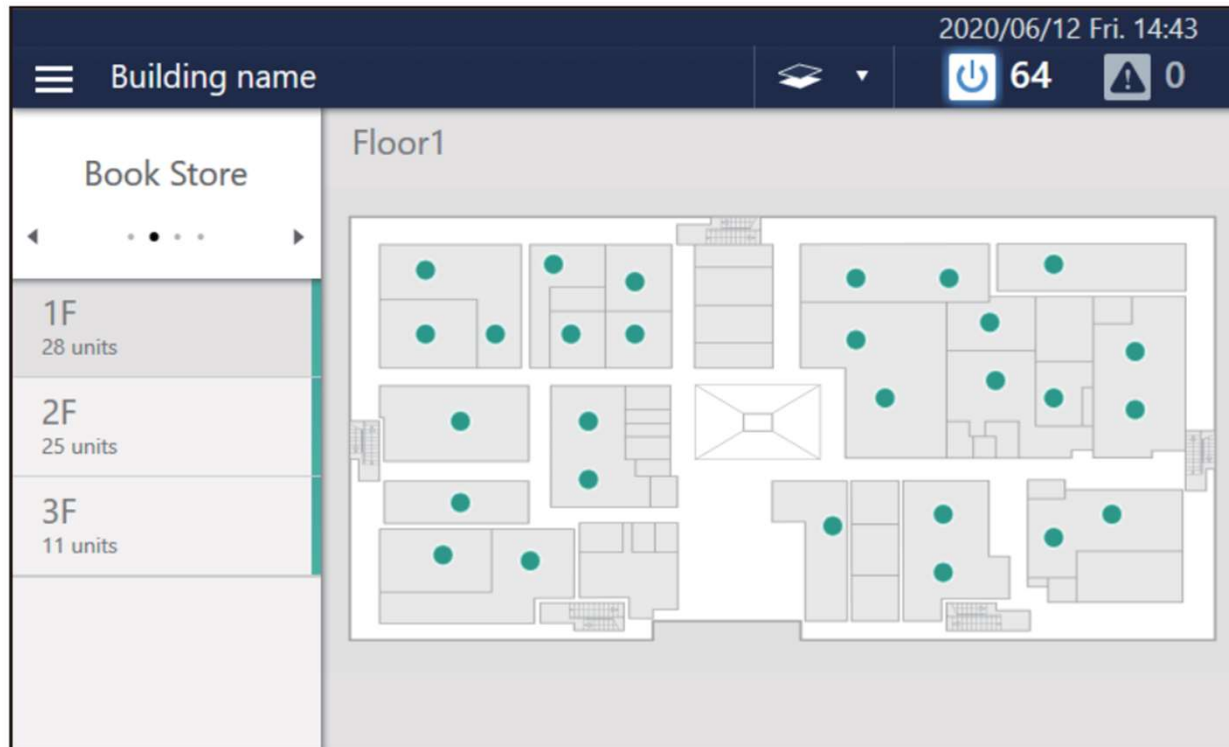 2020/06/12 Fri. 14:43
Building name
64
0
Book Store
Floor1
1F
28 units
2F
25 units
3F
11 units